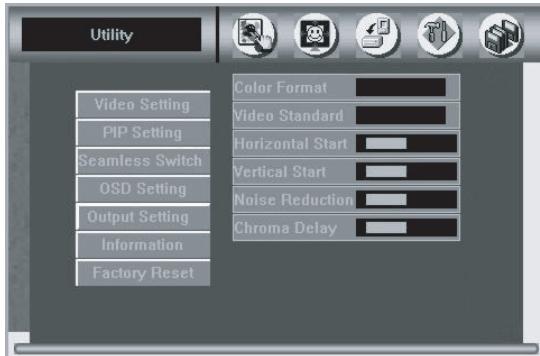 Utility
Video Setting
PIP Setting
Seamless Switch
OSD Setting
Output Setting
Information
Factory Reset
Color Format
Video Standard
Horizontal Start
Vertical Start
Noise Reduction
Chroma Delay